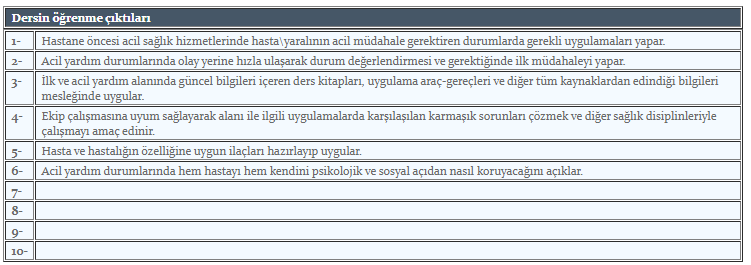 Dersin öğrenme çıktıları
1- Hastane öncesi acil sağlık hizmetlerinde hasta\yaralının acil müdahale gerektiren durumlarda gerekli uygulamaları yapar.
2- Acil yardım durumlarında olay yerine hızla ulaşarak durum değerlendirmesi ve gerektiğinde ilk müdahaleyi yapar.
3- İlk ve acil yardım alanında güncel bilgileri içeren ders kitapları, uygulama araç-gereçleri ve diğer tüm kaynaklardan edindiği bilgileri
mesleğinde uygular.
4- Ekip çalışmasına uyum sağlayarak alanı ile ilgili uygulamalarda karşılaşılan karmaşık sorunları çözmek ve diğer sağlık disiplinleriyle
çalışmayı amaç edinir.
5- Hasta ve hastalığın özelliğine uygun ilaçları hazırlayıp uygular.
6- Acil yardım durumlarında hem hastayı hem kendini psikolojik ve sosyal açıdan nasıl koruyacağını açıklar.
7-
8-
9-
10-